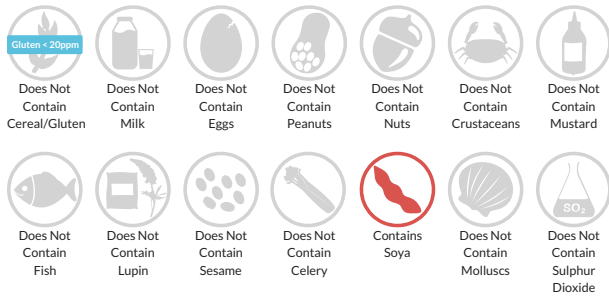 Gluten < 20ppm
Does Not
Contain
Cereal/Gluten
Does Not
Contain
Milk
Does Not
Contain
Eggs
Does Not
Contain
Peanuts
Does Not
Contain
Nuts
Does Not
Contain
Crustaceans
Does Not
Contain
Mustard
SO₂
Does Not
Contain
Fish
Does Not
Contain
Lupin
Does Not
Contain
Sesame
Does Not
Contain
Celery
Contains
Soya
Does Not
Contain
Molluscs
Does Not
Contain
Sulphur
Dioxide